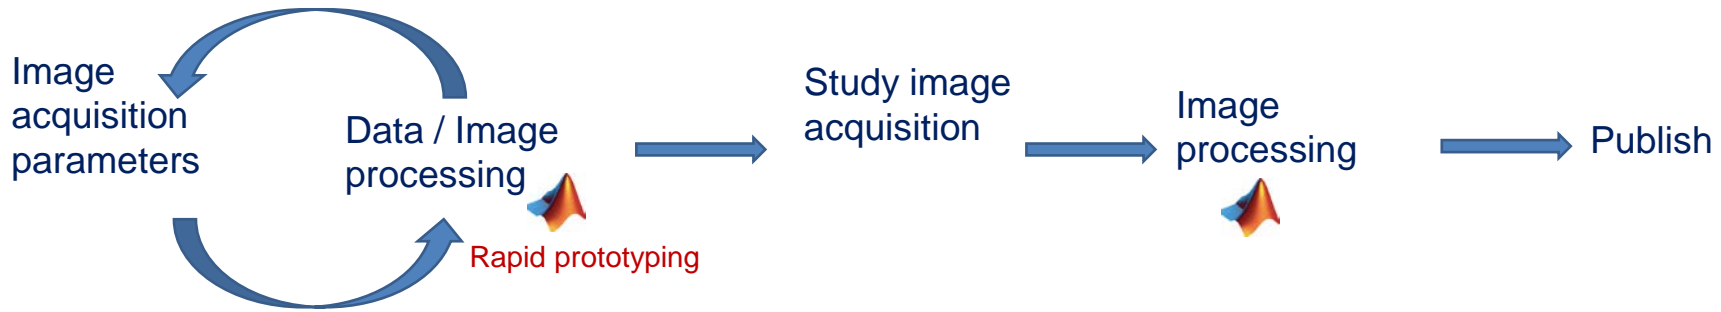 Image
acquisition
parameters
Data / Image
processing
Rapid prototyping
Study image
acquisition
Image
processing
Publish